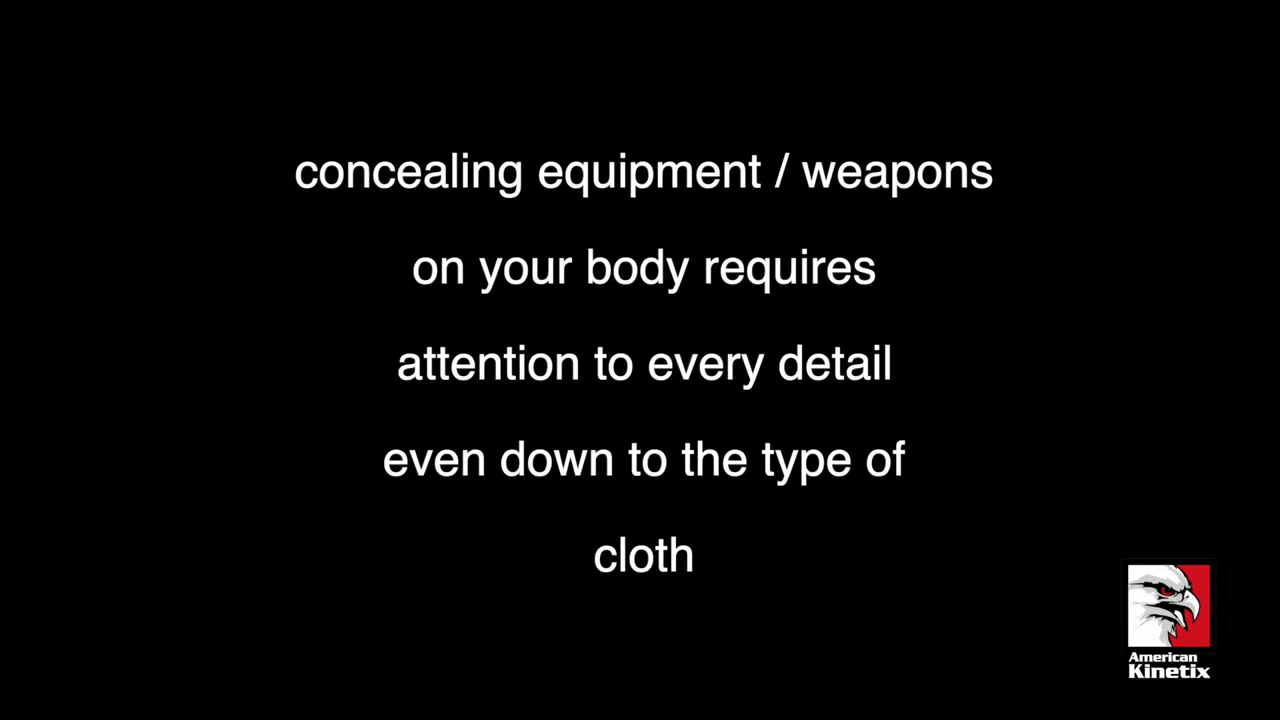 concealing equipment / weapons
on your body requires
attention to every detail
even down to the type of
cloth
American
Kinetix